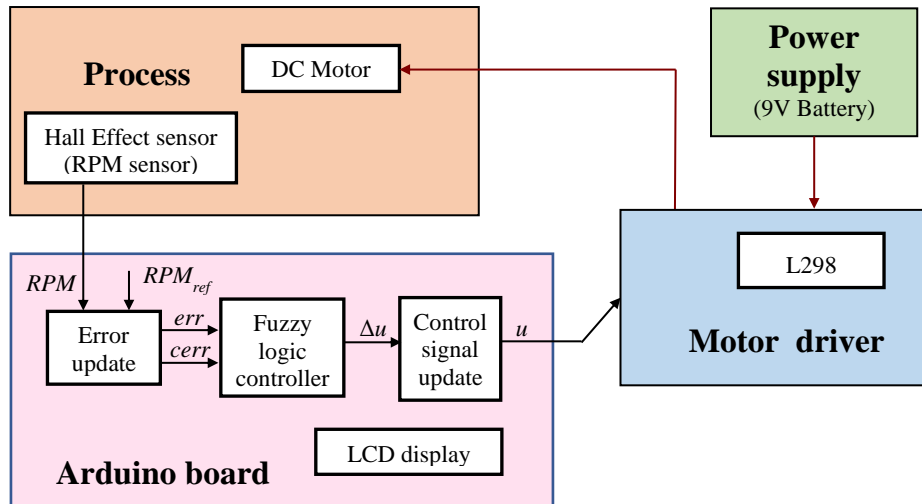 Process
DC Motor
Hall Effect sensor
(RPM sensor)
Power
supply
(9V Battery)
L298
Motor driver
RPM
RPM_ref
Error
update
err
cerr
Fuzzy
logic
controller
Δu
Control
signal
update
u
LCD display
Arduino board